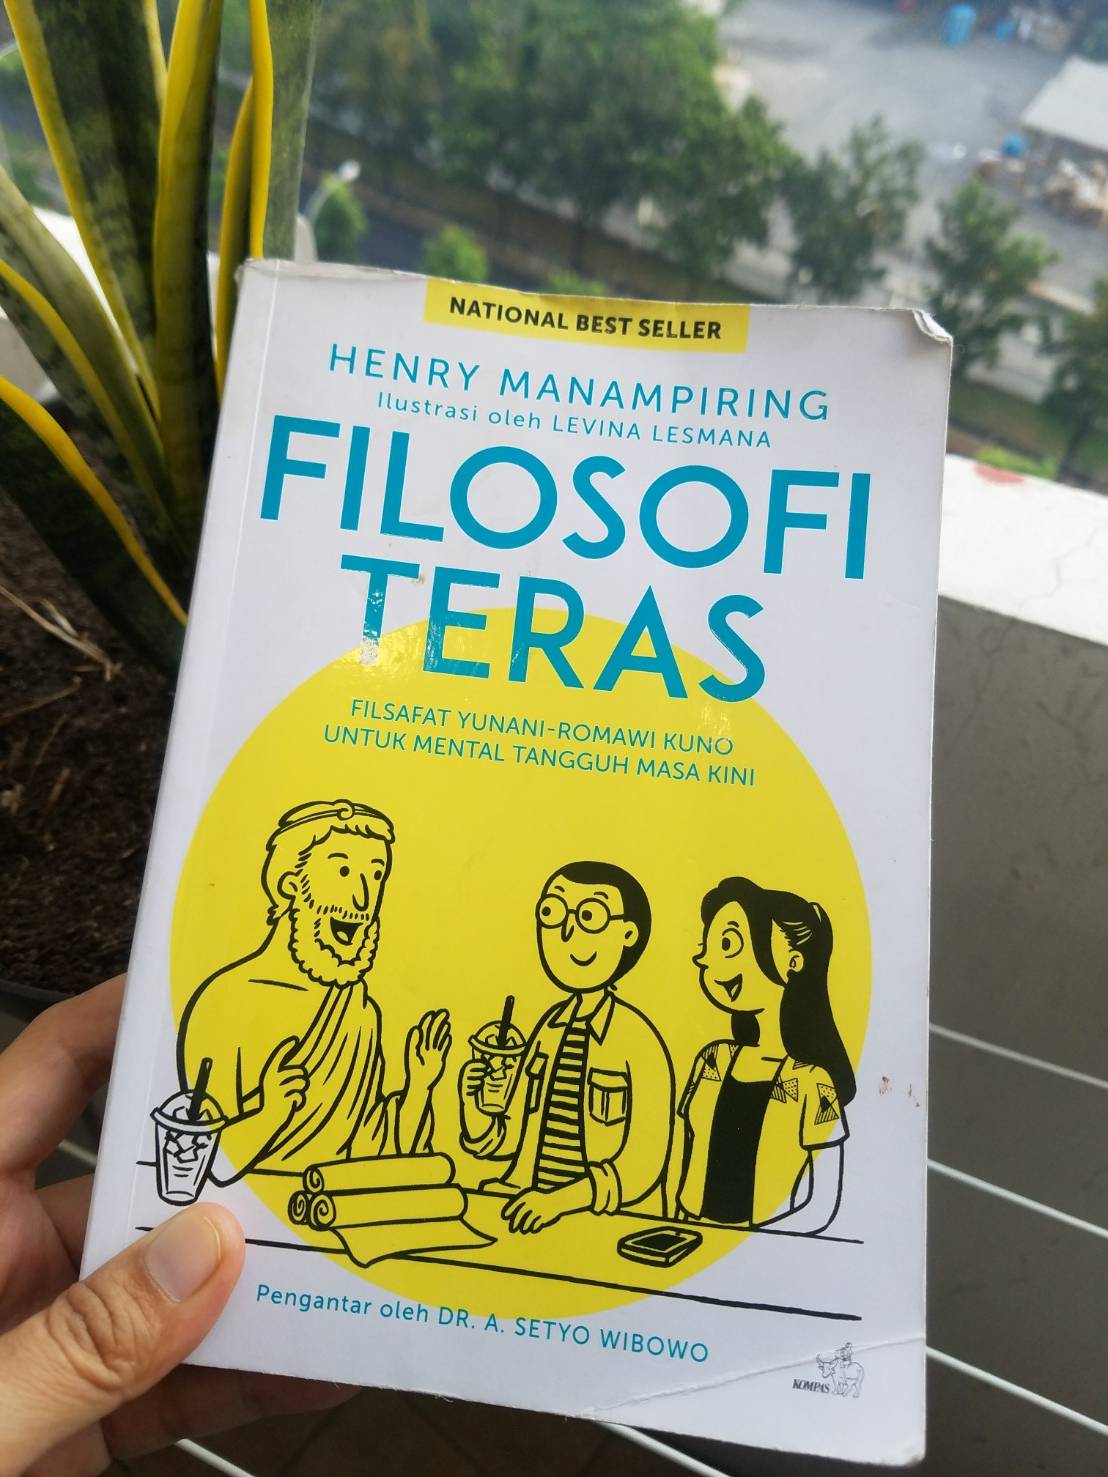 NATIONAL BEST SELLER
HENRY MANAMPIRING
Ilustrasi oleh LEVINA LESMANA
FILOSOFI
TERAS
FILSAFAT YUNANI-ROMAWI KUNO
UNTUK MENTAL TANGGUH MASA KINI
Pengantar oleh DR. A. SETYO WIBOWO
KOMPAS